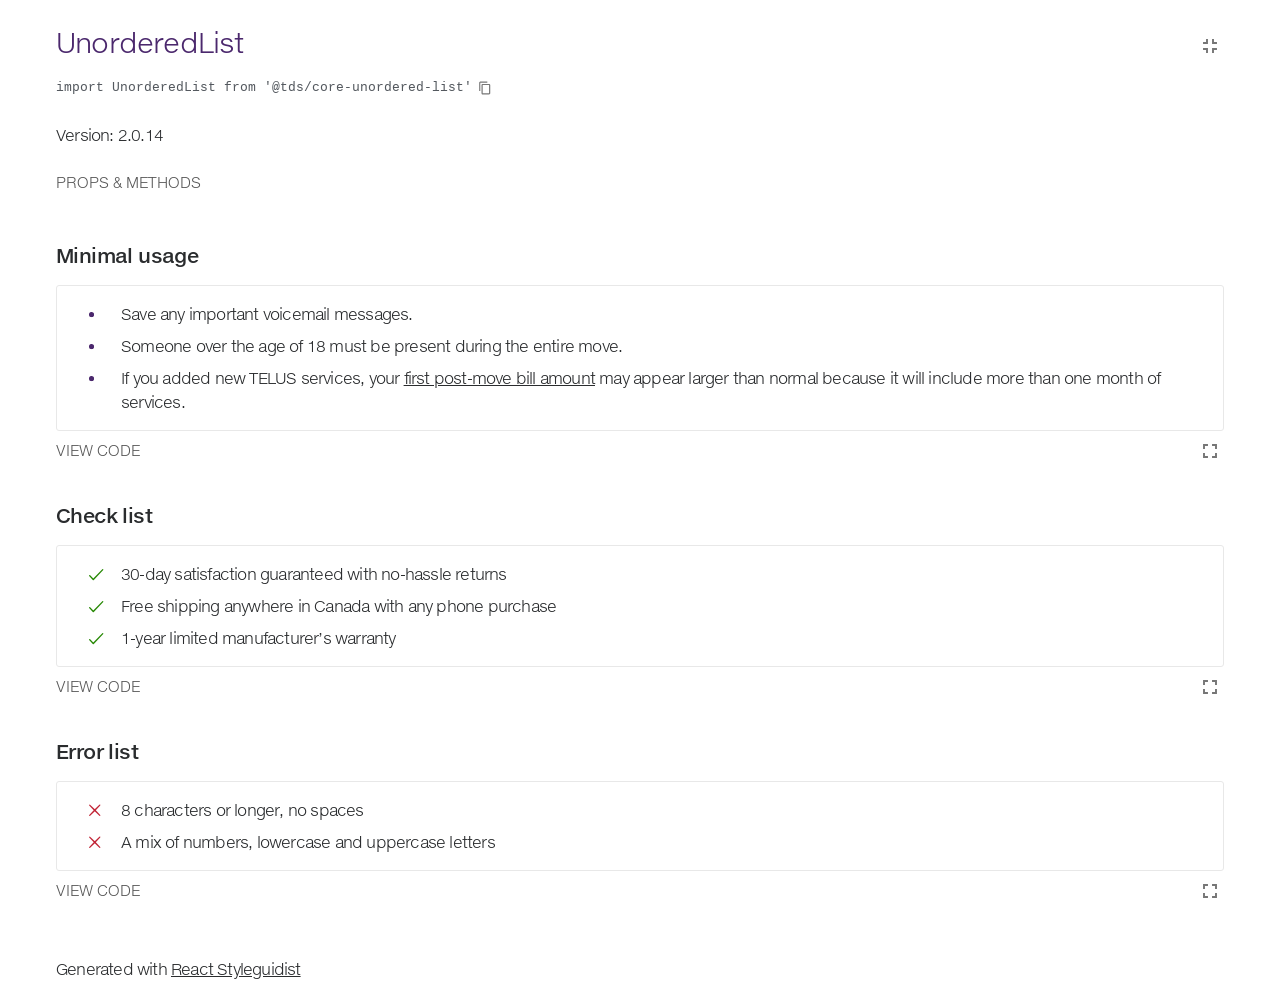 UnorderedList
import UnorderedList from '@tds/core-unordered-list'
Version: 2.0.14
PROPS & METHODS
Minimal usage
Save any important voicemail messages.
Someone over the age of 18 must be present during the entire move.
If you added new TELUS services, your first post-move bill amount may appear larger than normal because it will include more than one month of
services.
VIEW CODE
Check list
30-day satisfaction guaranteed with no-hassle returns
Free shipping anywhere in Canada with any phone purchase
1-year limited manufacturer's warranty
VIEW CODE
Error list
8 characters or longer, no spaces
A mix of numbers, lowercase and uppercase letters
VIEW CODE
Generated with React Styleguidist